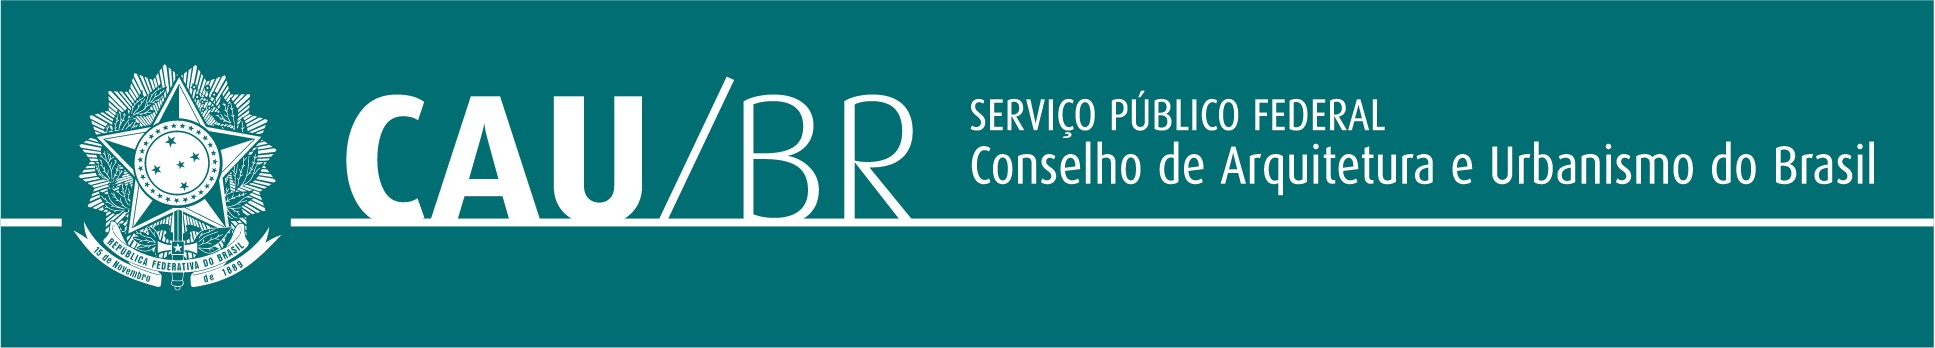 CAU/BR
SERVIÇO PÚBLICO FEDERAL
Conselho de Arquitetura e Urbanismo do Brasil
REPUBLICA FEDERATIVA DO BRASIL
15 de Novembro de 1889